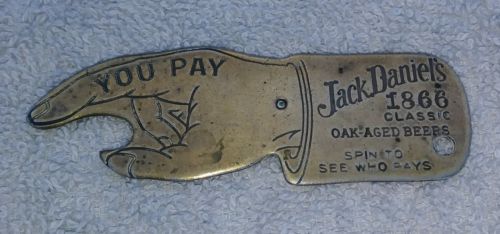 YOU PAY
Jack Daniel's
1866
CLASSIC
OAK-AGED BEERS
SPIN TO
SEE WHO PAYS